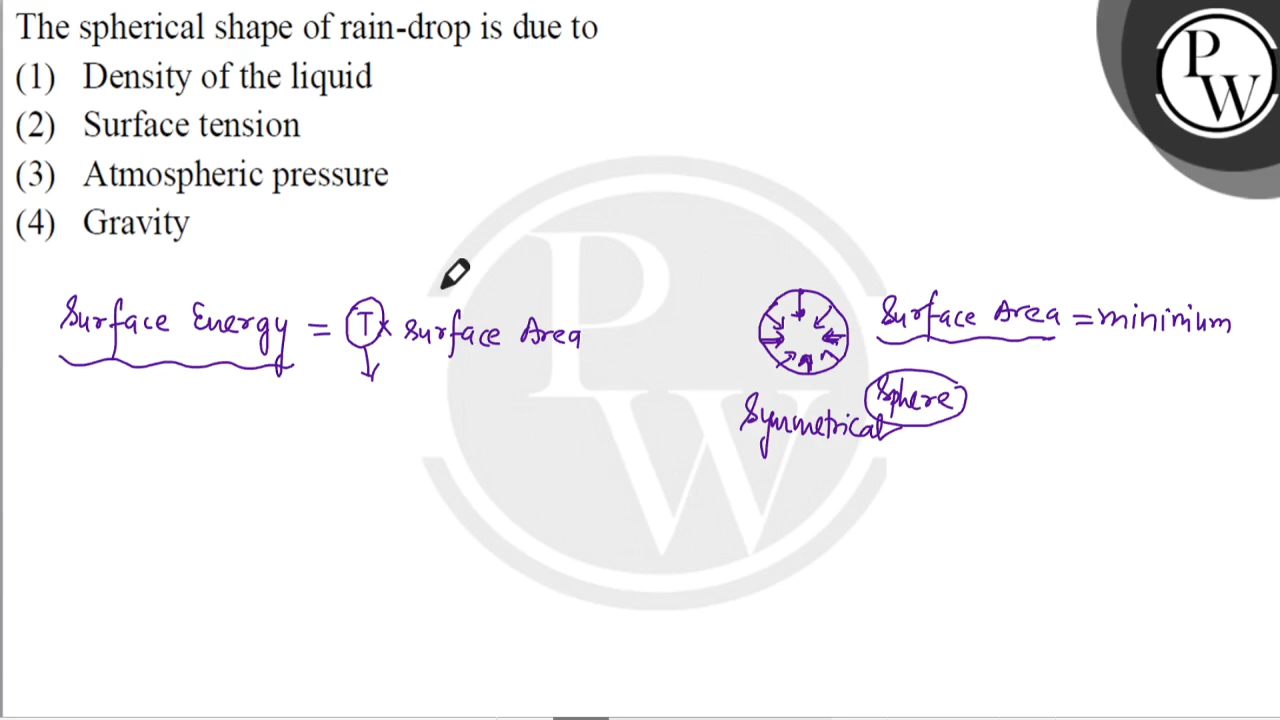 The spherical shape of rain-drop is due to
(1) Density of the liquid
(2) Surface tension
(3) Atmospheric pressure
(4) Gravity
Surface Energy = T x Surface Area
Surface Area = minimum
Sphere
Symmetrical
P
W
P
W